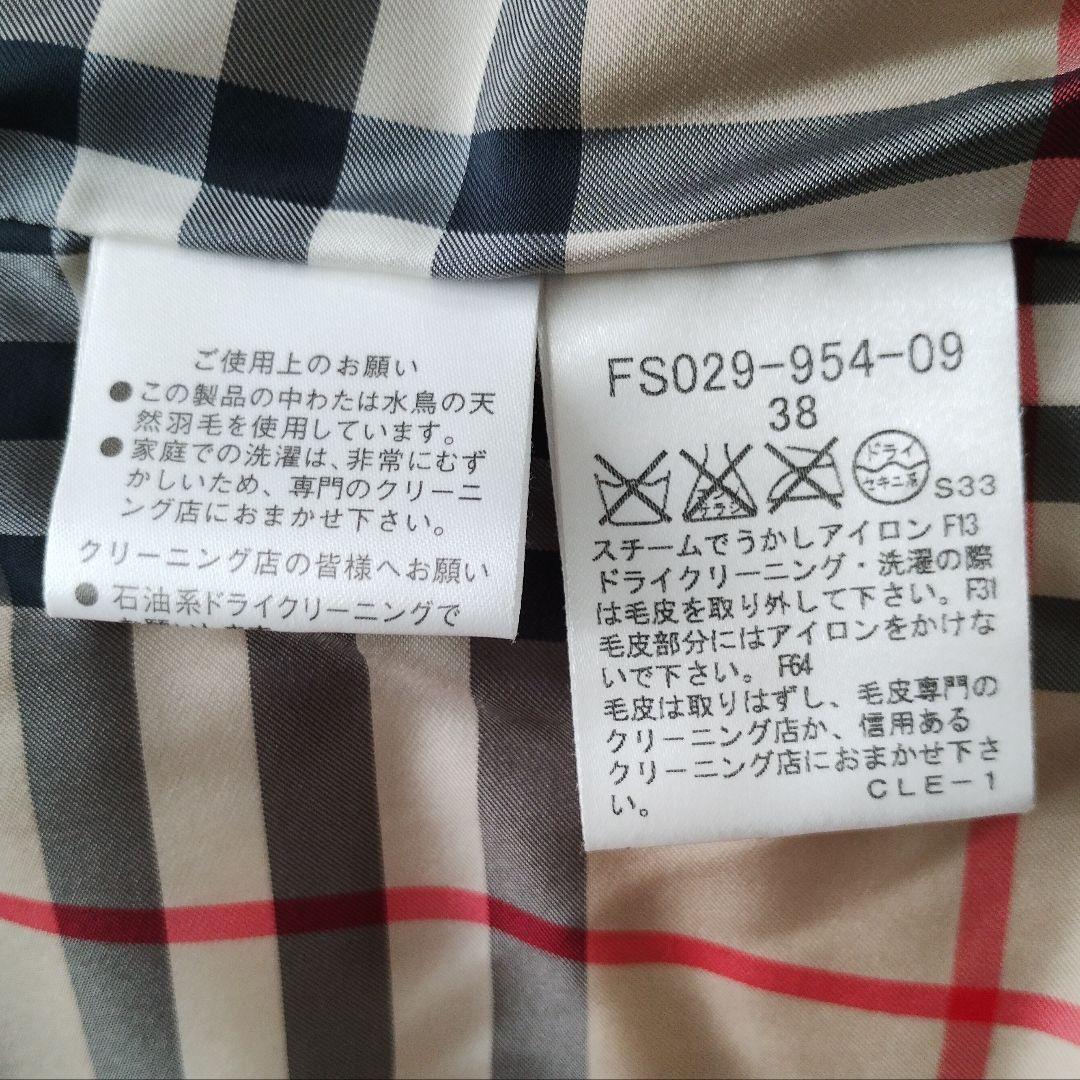 ご使用上のお願い
●この製品の中わたは水鳥の天
然羽毛を使用しています。
●家庭での洗濯は、非常にむず
かしいため、専門のクリーニ
ング店におまかせ下さい。
クリーニング店の皆様へお願い
●石油系ドライクリーニングで
FS029-954-09
38
ドライ
セキユ系
S33
スチームでうかしアイロン F13
ドライクリーニング・洗濯の際
は毛皮を取り外して下さい。F31
毛皮部分にはアイロンをかけな
いで下さい。F64
毛皮は取りはずし、毛皮専門の
クリーニング店か、信用ある
クリーニング店におまかせ下さ
い。
CLE-1